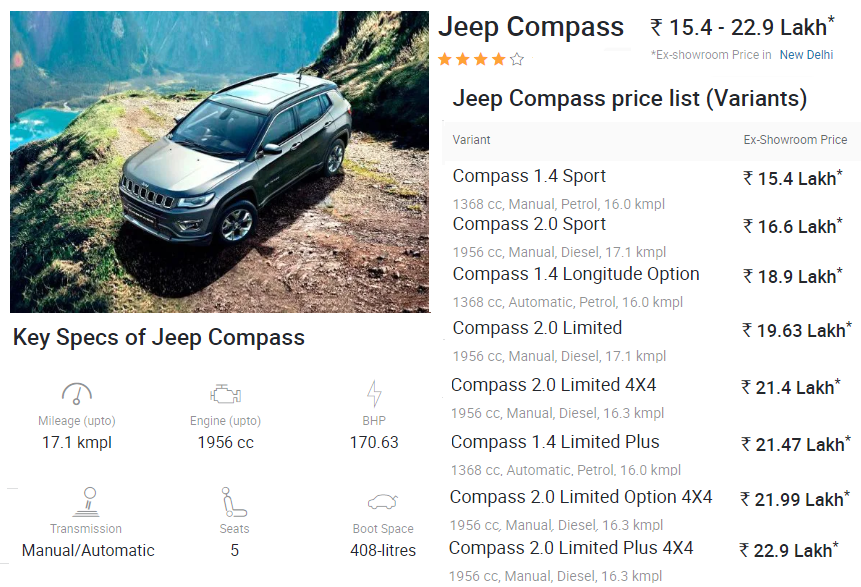 Jeep Compass ₹ 15.4 - 22.9 Lakh*
*Ex-showroom Price in New Delhi
Jeep Compass price list (Variants)
Variant Ex-Showroom Price
Compass 1.4 Sport ₹ 15.4 Lakh*
1368 cc, Manual, Petrol, 16.0 kmpl
Compass 2.0 Sport ₹ 16.6 Lakh*
1956 cc, Manual, Diesel, 17.1 kmpl
Compass 1.4 Longitude Option ₹ 18.9 Lakh*
1368 cc, Automatic, Petrol, 16.0 kmpl
Compass 2.0 Limited ₹ 19.63 Lakh*
1956 cc, Manual, Diesel, 17.1 kmpl
Compass 2.0 Limited 4X4 ₹ 21.4 Lakh*
1956 cc, Manual, Diesel, 16.3 kmpl
Compass 1.4 Limited Plus ₹ 21.47 Lakh*
1368 cc, Automatic, Petrol, 16.0 kmpl
Compass 2.0 Limited Option 4X4 ₹ 21.99 Lakh*
1956 cc, Manual, Diesel, 16.3 kmpl
Compass 2.0 Limited Plus 4X4 ₹ 22.9 Lakh*
1956 cc, Manual, Diesel, 16.3 kmpl
Key Specs of Jeep Compass
Mileage (upto) Engine (upto) BHP
17.1 kmpl 1956 cc 170.63
Transmission Seats Boot Space
Manual/Automatic 5 408-litres